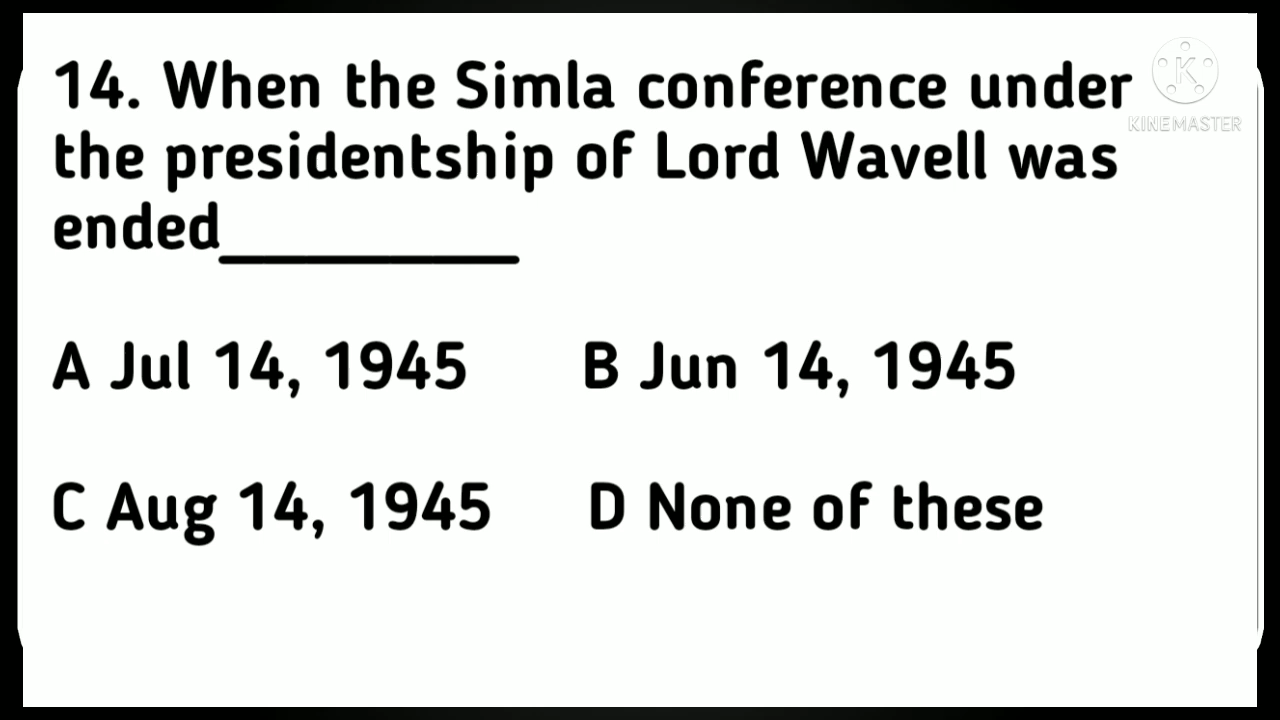 14. When the Simla conference under
the presidentship of Lord Wavell was
ended__________
A Jul 14, 1945 B Jun 14, 1945
C Aug 14, 1945 D None of these
K
KINEMASTER